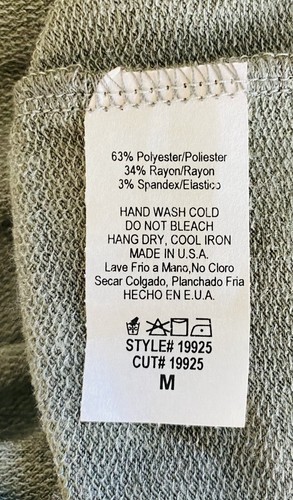 63% Polyester/Poliester
34% Rayon/Rayon
3% Spandex/Elastico
HAND WASH COLD
DO NOT BLEACH
HANG DRY, COOL IRON
MADE IN U.S.A.
Lave Frio a Mano,No Cloro
Secar Colgado, Planchado Fria
HECHO EN E.U.A.
STYLE# 19925
CUT# 19925
M